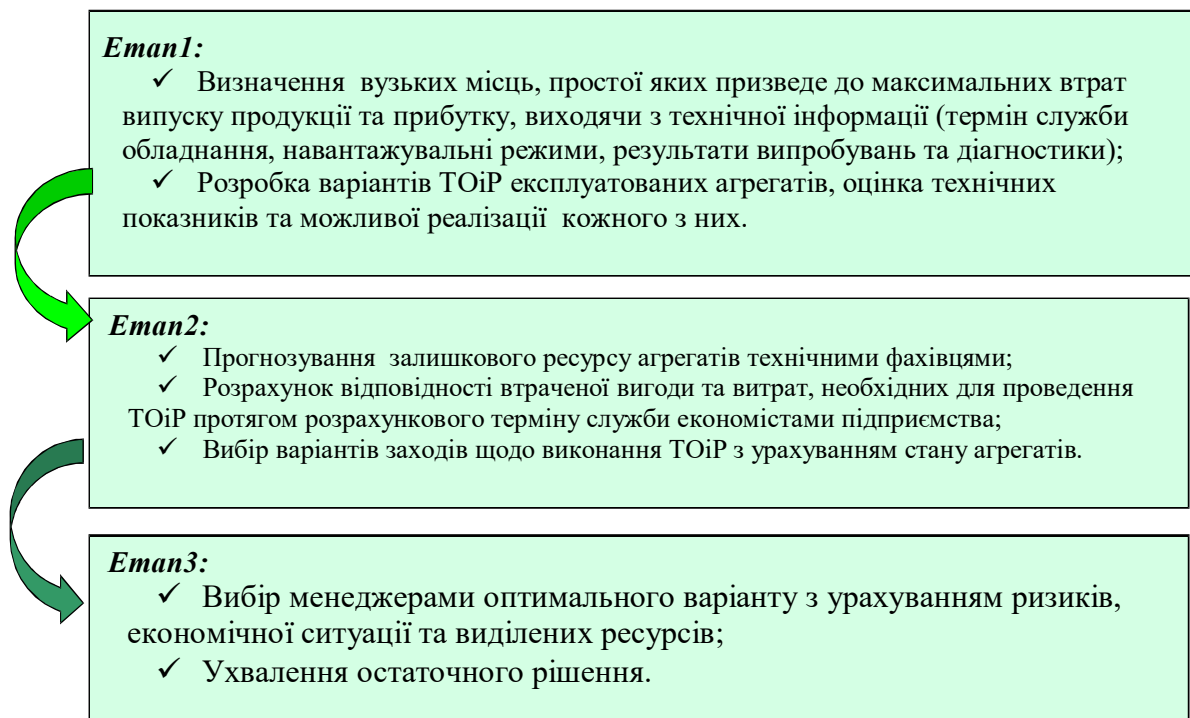 Етап1:
✓ Визначення вузьких місць, простої яких призведе до максимальних втрат
випуску продукції та прибутку, виходячи з технічної інформації (термін служби
обладнання, навантажувальні режими, результати випробувань та діагностики);
✓ Розробка варіантів ТОіР експлуатованих агрегатів, оцінка технічних
показників та можливої реалізації кожного з них.
Етап2:
✓ Прогнозування залишкового ресурсу агрегатів технічними фахівцями;
✓ Розрахунок відповідності втраченої вигоди та витрат, необхідних для проведення
ТОіР протягом розрахункового терміну служби економістами підприємства;
✓ Вибір варіантів заходів щодо виконання ТОіР з урахуванням стану агрегатів.
Етап3:
✓ Вибір менеджерами оптимального варіанту з урахуванням ризиків,
економічної ситуації та виділених ресурсів;
✓ Ухвалення остаточного рішення.